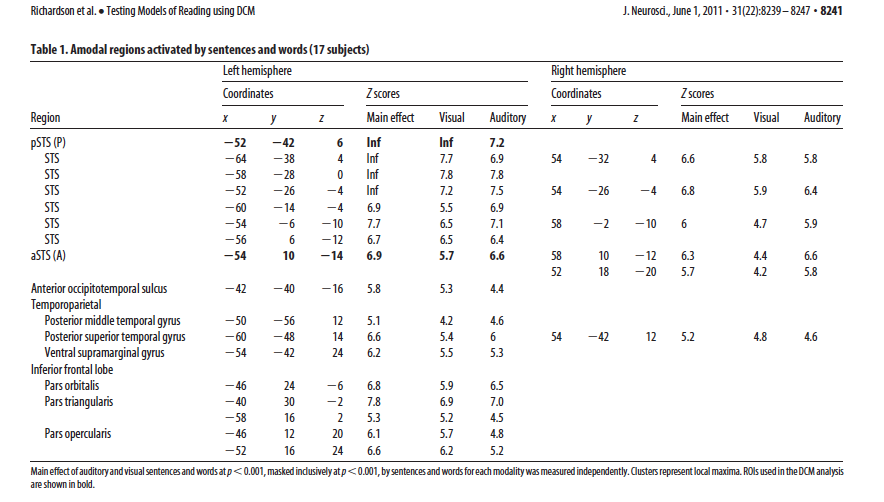 Richardson et al. • Testing Models of Reading using DCM J. Neurosci., June 1, 2011 • 31(22):8239 – 8247 • 8241
Table 1. Amodal regions activated by sentences and words (17 subjects)
Left hemisphere Right hemisphere
Coordinates Z scores Coordinates Z scores
Region x y z Main effect Visual Auditory x y z Main effect Visual Auditory
pSTS (P) −52 −42 6 Inf Inf 7.2
STS −64 −38 4 Inf 7.7 6.9 54 −32 4 6.6 5.8 5.8
STS −58 −28 0 Inf 7.8 7.8
STS −52 −26 −4 Inf 7.2 7.5 54 −26 −4 6.8 5.9 6.4
STS −60 −14 −4 6.9 5.5 6.9
STS −54 −6 −10 7.7 6.5 7.1 58 −2 −10 6 4.7 5.9
STS −56 6 −12 6.7 6.5 6.4
aSTS (A) −54 10 −14 6.9 5.7 6.6 58 10 −12 6.3 4.4 6.6
52 18 −20 5.7 4.2 5.8
Anterior occipitotemporal sulcus −42 −40 −16 5.8 5.3 4.4
Temporoparietal
Posterior middle temporal gyrus −50 −56 12 5.1 4.2 4.6
Posterior superior temporal gyrus −60 −48 14 6.6 5.4 6 54 −42 12 5.2 4.8 4.6
Ventral supramarginal gyrus −54 −42 24 6.2 5.5 5.3
Inferior frontal lobe
Pars orbitalis −46 24 −6 6.8 5.9 6.5
Pars triangularis −40 30 −2 7.8 6.9 7.0
−58 16 2 5.3 5.2 4.5
Pars opercularis −46 12 20 6.1 5.7 4.8
−52 16 24 6.6 6.2 5.2
Main effect of auditory and visual sentences and words at p < 0.001, masked inclusively at p < 0.001, by sentences and words for each modality was measured independently. Clusters represent local maxima. ROIs used in the DCM analysis
are shown in bold.